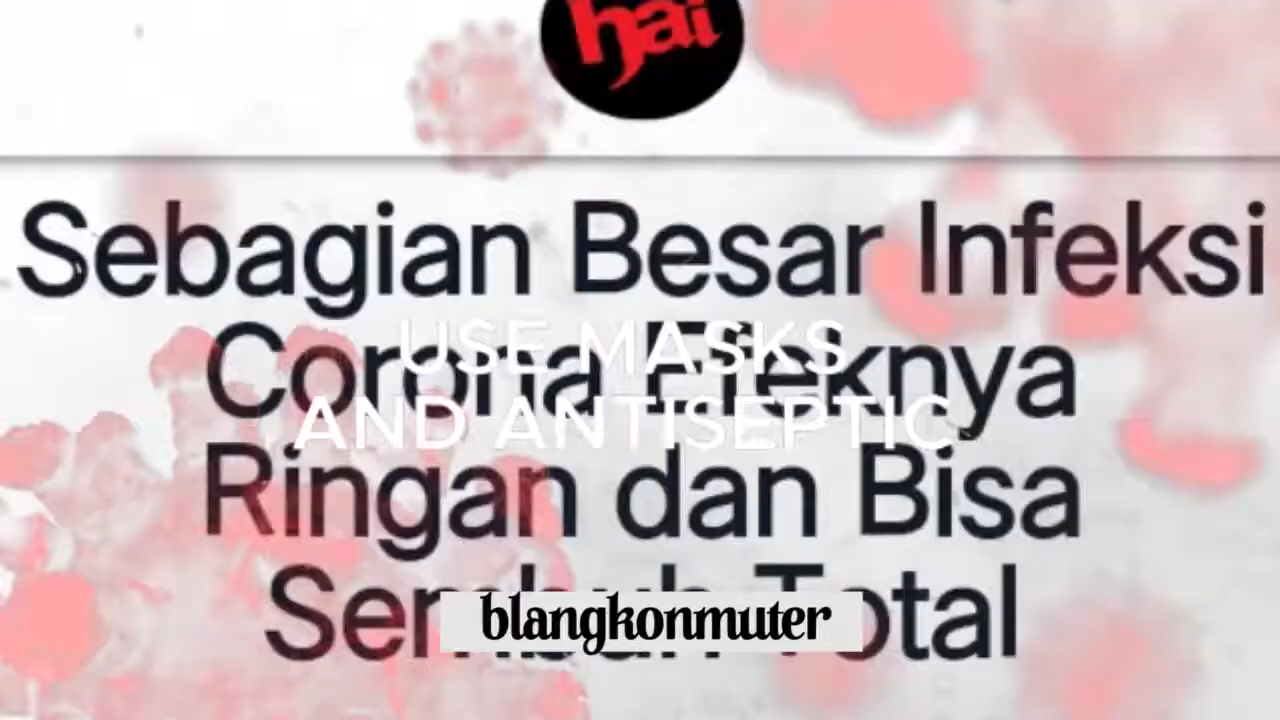 hai
Sebagian Besar Infeksi
Corona Efeknya
USE MASKS
AND ANTISEPTIC
Ringan dan Bisa
Sembuh Total
blangkonmuter